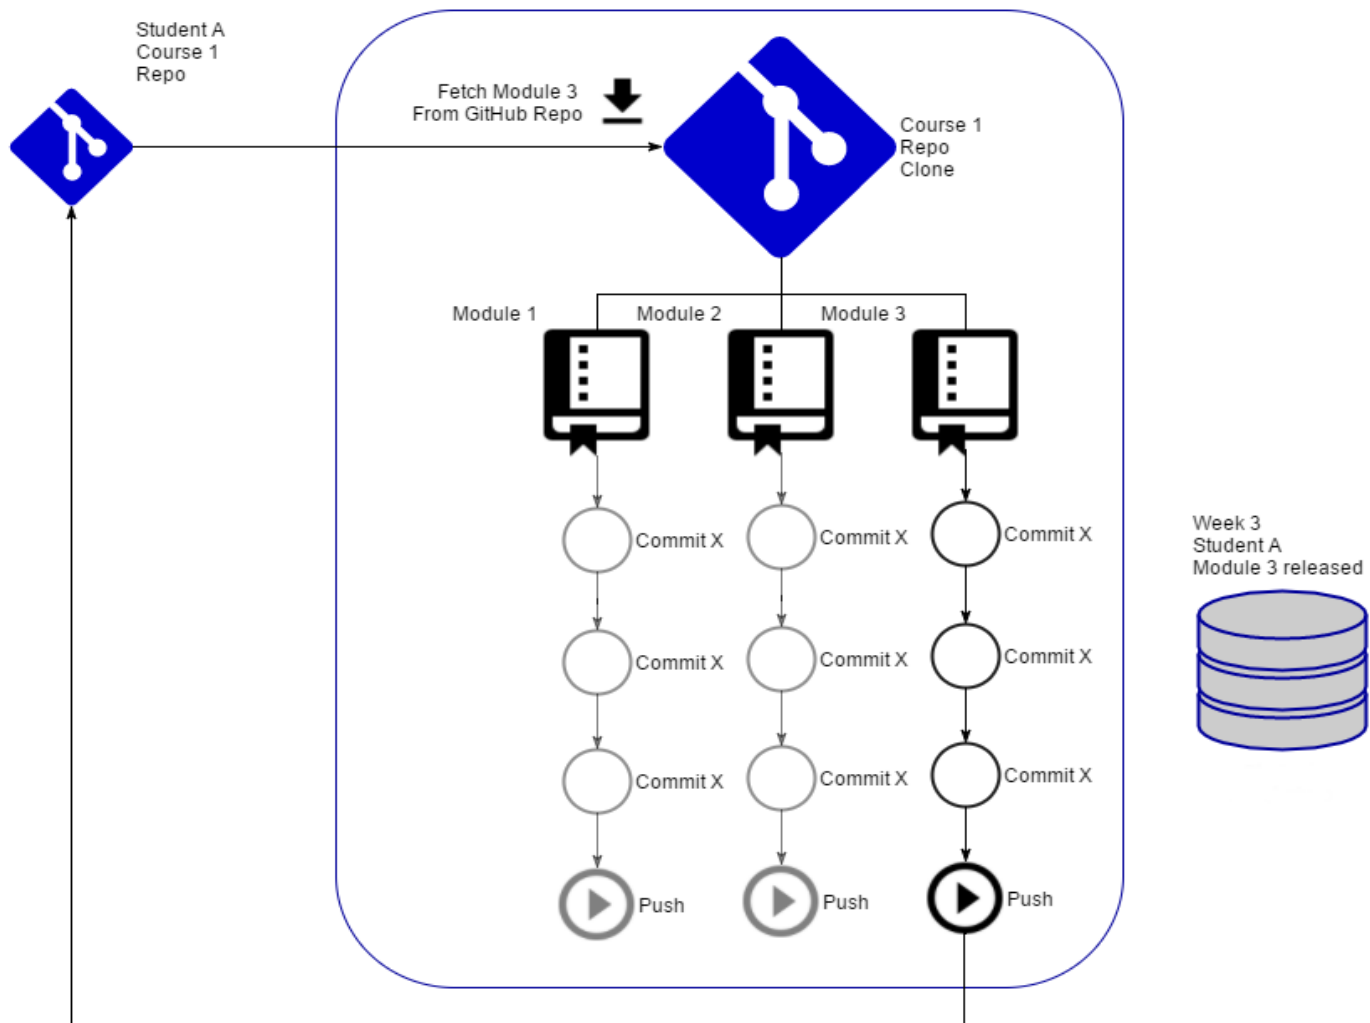 Student A
Course 1
Repo
Fetch Module 3
From GitHub Repo
Course 1
Repo
Clone
Module 1
Module 2
Module 3
Commit X
Commit X
Commit X
Week 3
Student A
Module 3 released
Commit X
Commit X
Commit X
Commit X
Commit X
Commit X
Push
Push
Push